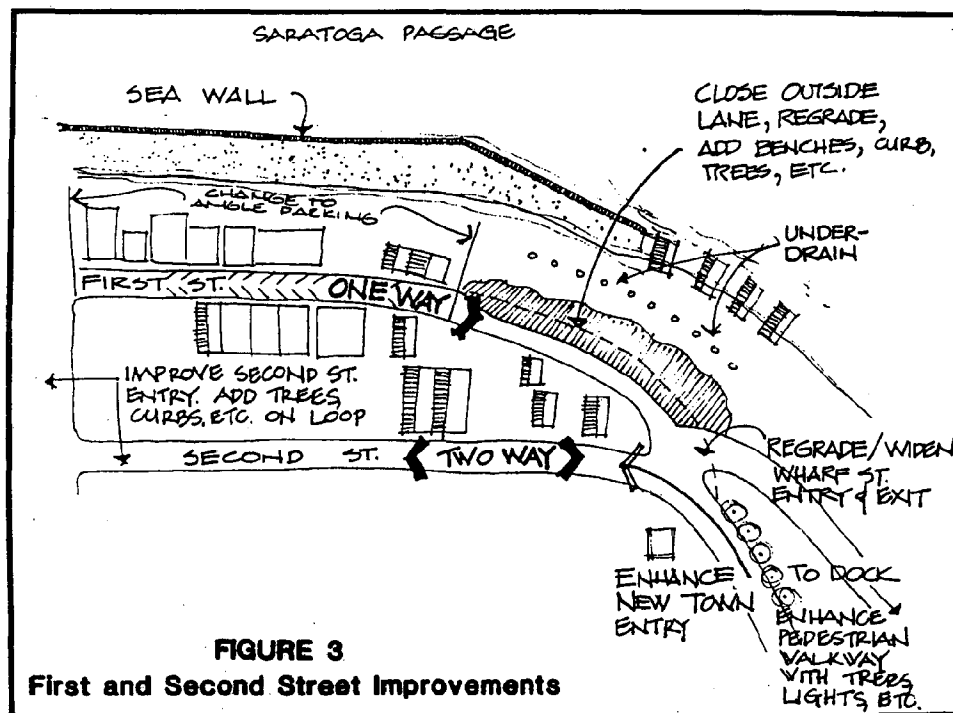 SARATOGA PASSAGE
SEA WALL
CLOSE OUTSIDE
LANE, REGRADE,
ADD BENCHES, CURB,
TREES, ETC.
CHANGE TO
ANGLE PARKING
UNDER-
DRAIN
FIRST ST.
ONE WAY
IMPROVE SECOND ST.
ENTRY. ADD TREES,
CURBS, ETC. ON LOOP
SECOND ST.
TWO WAY
REGRADE/WIDEN
WHARF ST.
ENTRY & EXIT
ENHANCE
NEW TOWN
ENTRY
TO DOCK
ENHANCE
PEDESTRIAN
WALKWAY
WITH TREES,
LIGHTS, ETC.
FIGURE 3
First and Second Street Improvements